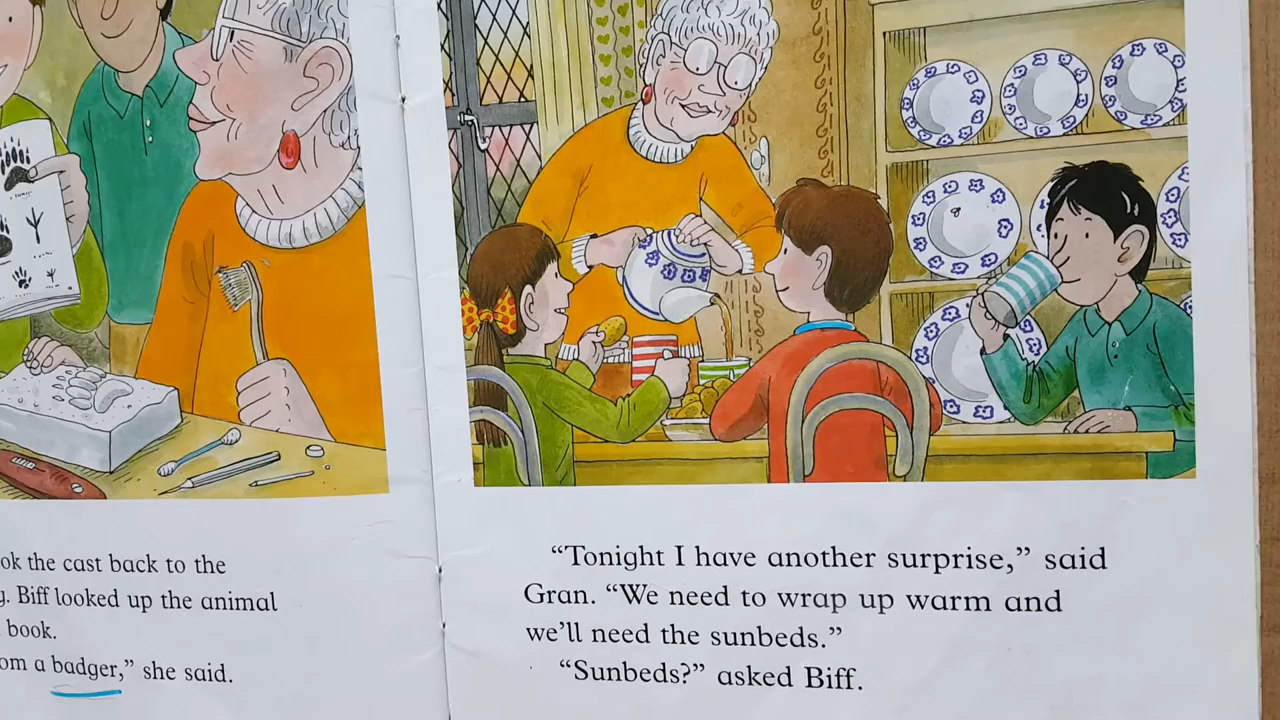 ok the cast back to the
. Biff looked up the animal
book.
om a badger,” she said.
“Tonight I have another surprise,” said
Gran. “We need to wrap up warm and
we’ll need the sunbeds.”
“Sunbeds?” asked Biff.